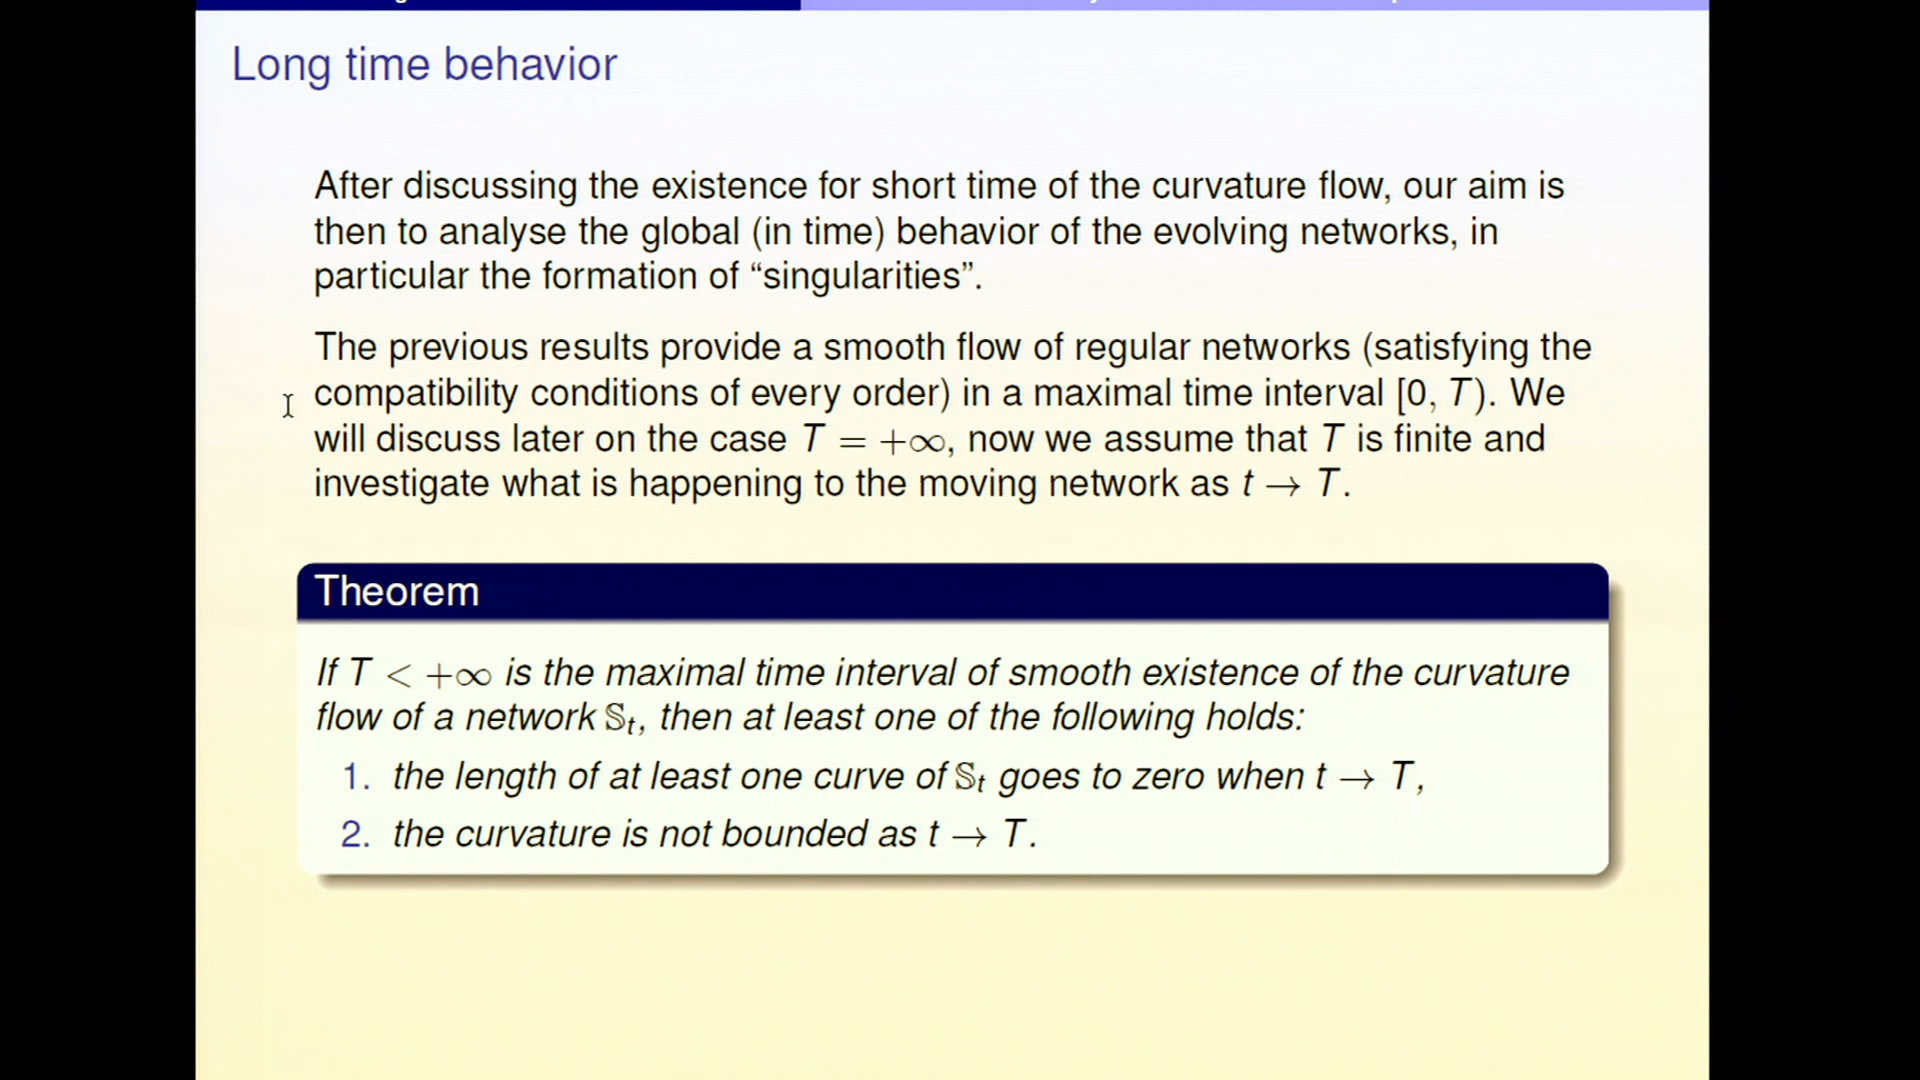 Long time behavior
After discussing the existence for short time of the curvature flow, our aim is
then to analyse the global (in time) behavior of the evolving networks, in
particular the formation of “singularities”.
The previous results provide a smooth flow of regular networks (satisfying the
compatibility conditions of every order) in a maximal time interval [0, T). We
will discuss later on the case T = +∞, now we assume that T is finite and
investigate what is happening to the moving network as t → T.
Theorem
If T < +∞ is the maximal time interval of smooth existence of the curvature
flow of a network 𝕊ₜ, then at least one of the following holds:
1. the length of at least one curve of 𝕊ₜ goes to zero when t → T,
2. the curvature is not bounded as t → T.